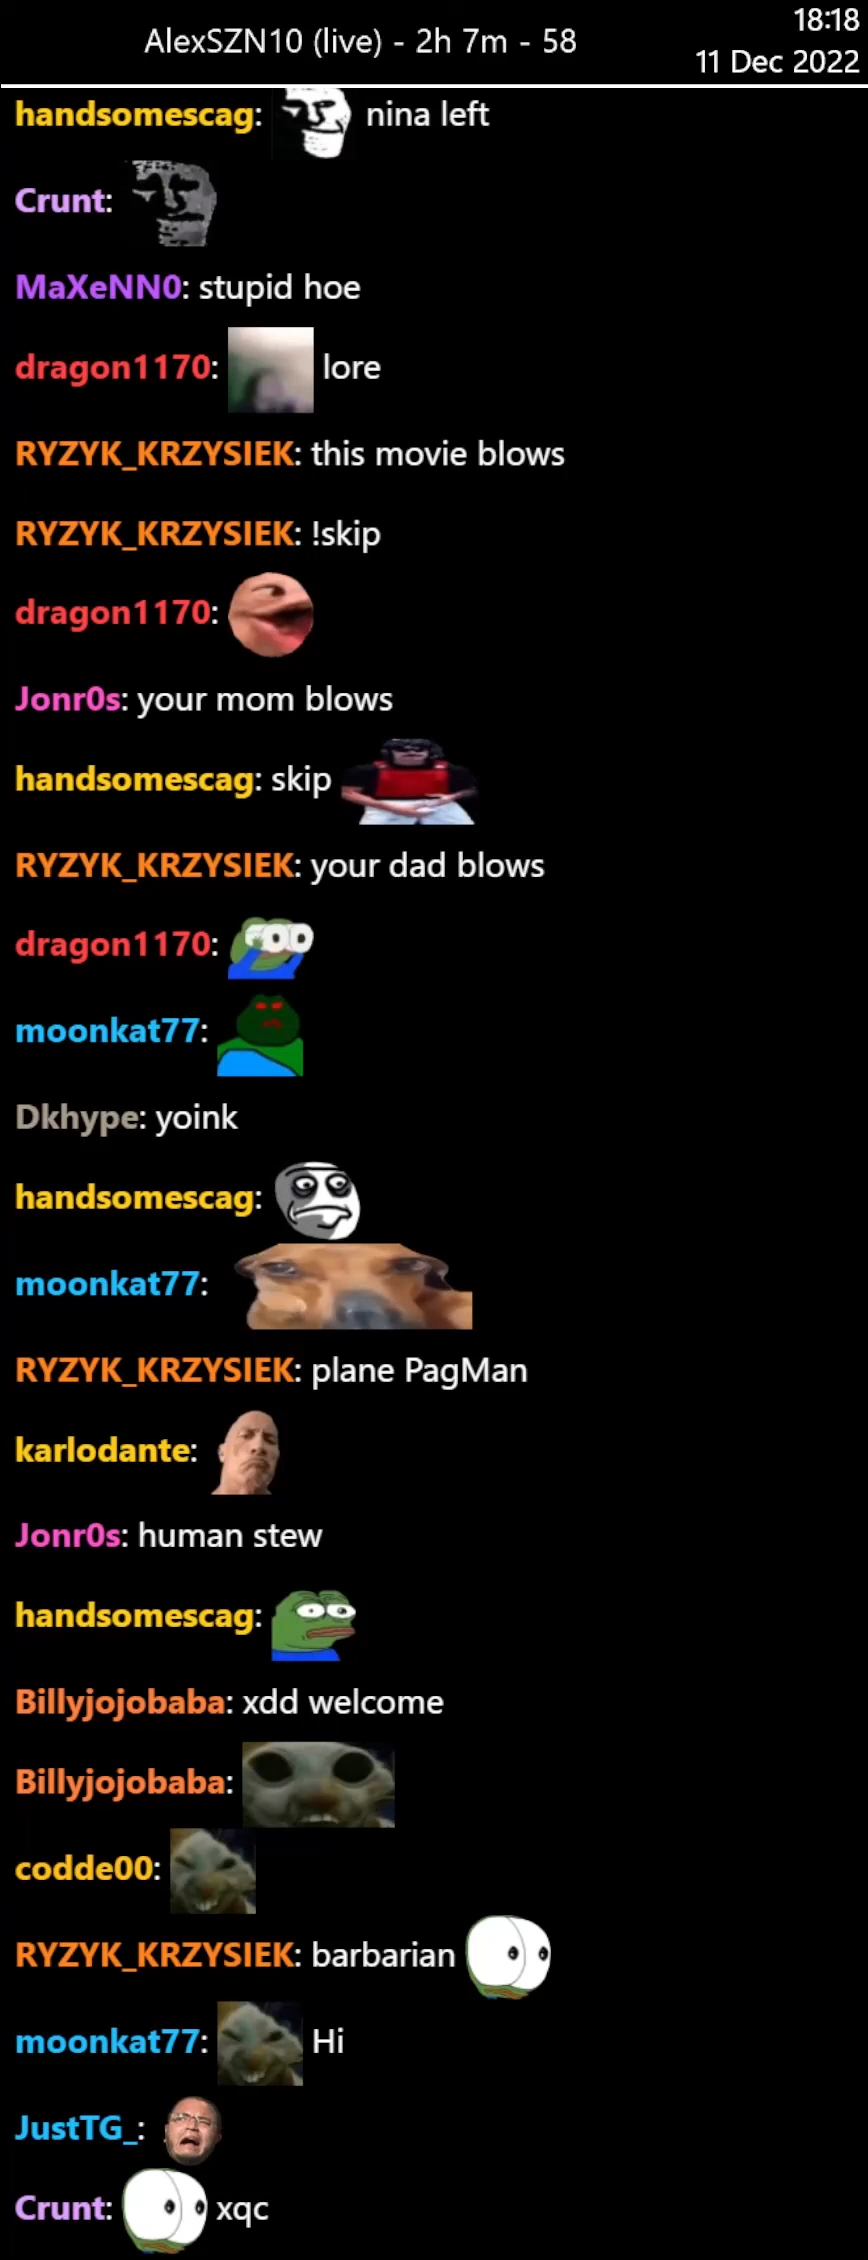 AlexSZN10 (live) - 2h 7m - 58
18:18
11 Dec 2022
handsomescag: nina left
Crunt:
MaXeNN0: stupid hoe
dragon1170: lore
RYZYK_KRZYSIEK: this movie blows
RYZYK_KRZYSIEK: !skip
dragon1170:
Jonr0s: your mom blows
handsomescag: skip
RYZYK_KRZYSIEK: your dad blows
dragon1170:
moonkat77:
Dkhype: yoink
handsomescag:
moonkat77:
RYZYK_KRZYSIEK: plane PagMan
karlodante:
Jonr0s: human stew
handsomescag:
Billyjojobaba: xdd welcome
Billyjojobaba:
codde00:
RYZYK_KRZYSIEK: barbarian
moonkat77: Hi
JustTG_:
Crunt: xqc